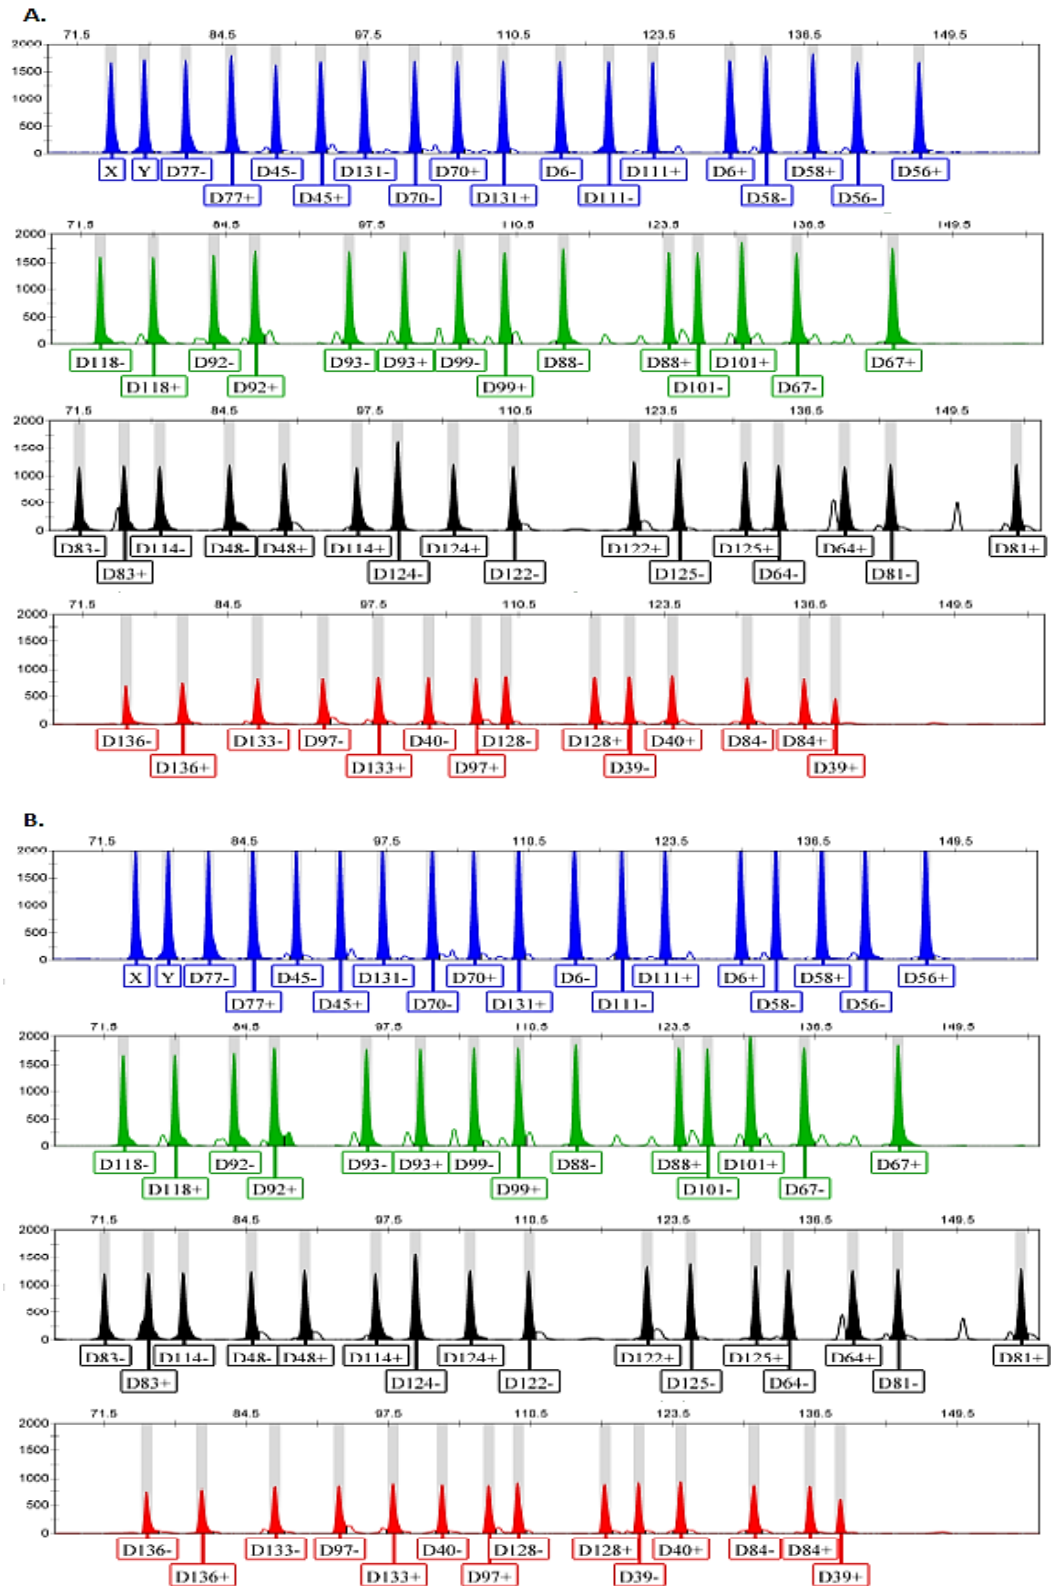 A.
71.5 84.5 97.5 110.5 123.5 136.5 149.5
2000
1500
1000
500
0
X Y D77- D45- D131- D70+ D6- D111+ D6+ D58+ D56+
D77+ D45+ D70- D131+ D111- D58- D56-
71.5 84.5 97.5 110.5 123.5 136.5 149.5
2000
1500
1000
500
0
D118- D92- D93- D93+ D99- D88- D88+ D101+ D67+
D118+ D92+ D99+ D101- D67-
71.5 84.5 97.5 110.5 123.5 136.5 149.5
2000
1500
1000
500
0
D83- D114- D48- D48+ D114+ D124+ D122+ D125+ D64+ D81+
D83+ D124- D122- D125- D64- D81-
71.5 84.5 97.5 110.5 123.5 136.5 149.5
2000
1500
1000
500
0
D136- D133- D97- D40- D128- D128+ D40+ D84- D84+
D136+ D133+ D97+ D39- D39+
B.
71.5 84.5 97.5 110.5 123.5 136.5 149.5
2000
1500
1000
500
0
X Y D77- D45- D131- D70+ D6- D111+ D6+ D58+ D56+
D77+ D45+ D70- D131+ D111- D58- D56-
71.5 84.5 97.5 110.5 123.5 136.5 149.5
2000
1500
1000
500
0
D118- D92- D93- D93+ D99- D88- D88+ D101+ D67+
D118+ D92+ D99+ D101- D67-
71.5 84.5 97.5 110.5 123.5 136.5 149.5
2000
1500
1000
500
0
D83- D114- D48- D48+ D114+ D124+ D122+ D125+ D64+ D81+
D83+ D124- D122- D125- D64- D81-
71.5 84.5 97.5 110.5 123.5 136.5 149.5
2000
1500
1000
500
0
D136- D133- D97- D40- D128- D128+ D40+ D84- D84+
D136+ D133+ D97+ D39- D39+